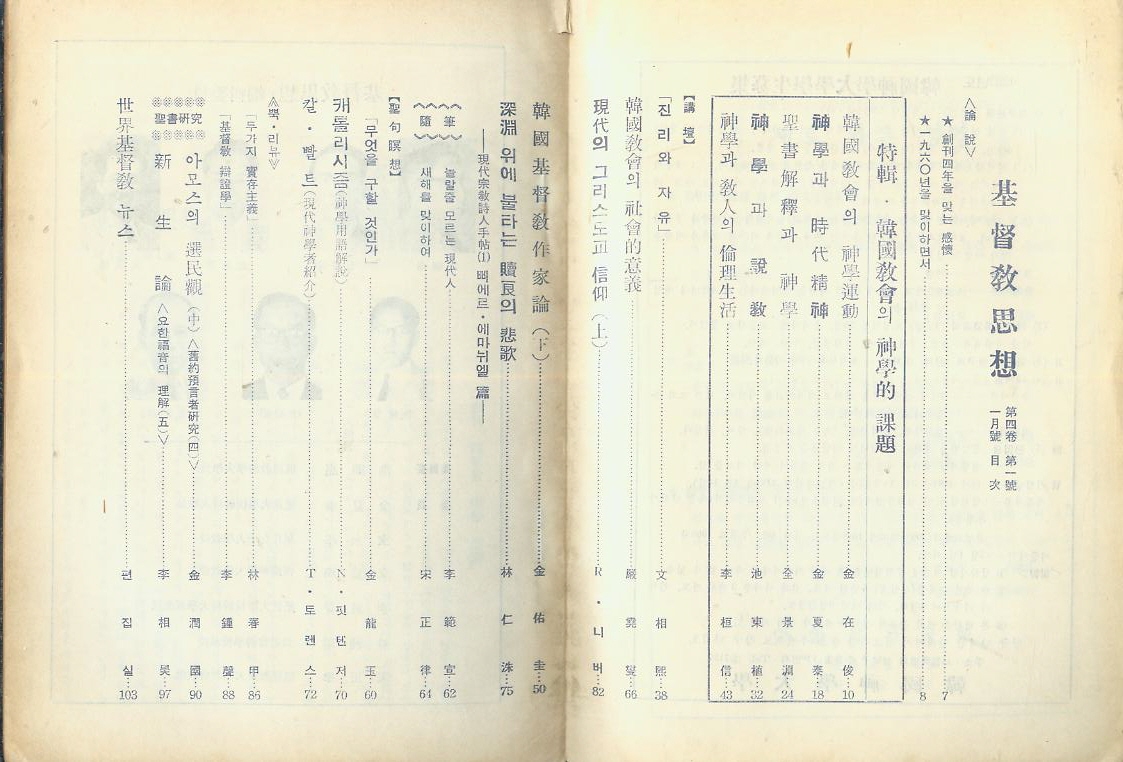 基督敎思想
第四卷 第一號
一月號 目次
<論說>
★ 創刊四年을 맞는 感懷……7
★ 一九六○년을 맞이하면서……8
特輯・韓國敎會의 神學的 課題
韓國敎會의 神學運動……金在俊…10
神學과 時代精神……金夏泰…18
聖書解釋과 神學……全景淵…24
神學과 說敎……池東植…32
神學과 敎人의 倫理生活……李桓信…43
【講壇】
「진리와 자유」……文相熙…38
韓國敎會의 社會的意義……嚴堯燮…66
現代의 그리스도교 信仰(上)……R・니버…82
韓國基督敎作家論(下)……金佑圭…50
深淵 위에 불타는 贖良의 悲歌……林仁洙…75
――現代宗敎詩人手帖(1) 삐에르・에마뉘엘 篇――
《隨筆》
놀랄줄 모르는 現代人……李範宣…62
새해를 맞이하여……宋正律…64
【聖句暝想】
「무엇을 구할 것인가」……金龍玉…60
캐톨리시즘(神學用語解說)……N・핏텐저…70
칼・빨트(現代神學者紹介)……T・토렌스…72
《뿍・리뷰》
「무가지 實存主義」……林春甲…86
「基督敎 辯證學」……李鍾聲…88
聖書硏究
아모스의 選民觀(中)<舊約預言者硏究(四)>……金潤國…90
新生論<요한福音의 理解(五)>……李相昊…97
世界基督敎 뉴스……편집실…103